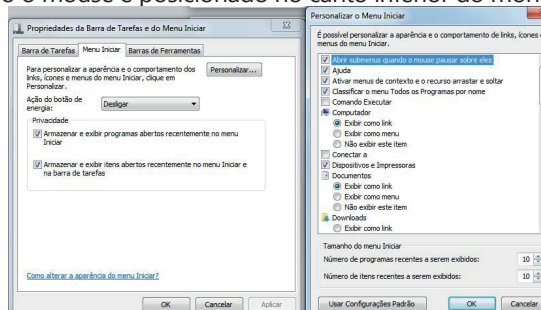 o o mouse é posicionado no canto inferior do men
Propriedades da Barra de Tarefas e do Menu Iniciar
Barra de Tarefas
Menu Iniciar
Barras de Ferramentas
Para personalizar a aparência e o comportamento dos
links, ícones e menus do menu Iniciar, clique em
Personalizar.
Personalizar...
Ação do botão de
energia:
Desligar
Privacidade
Armazenar e exibir programas abertos recentemente no menu
Iniciar
Armazenar e exibir itens abertos recentemente no menu Iniciar e
na barra de tarefas
Como alterar a aparência do menu Iniciar?
OK
Cancelar
Aplicar
Personalizar o Menu Iniciar
É possível personalizar a aparência e o comportamento de links, ícones
menus do menu Iniciar.
Abrir submenus quando o mouse pausar sobre eles
Ajuda
Ativar menus de contexto e o recurso arrastar e soltar
Classificar o menu Todos os Programas por nome
Comando Executar
Computador
Exibir como link
Exibir como menu
Não exibir este item
Conectar a
Dispositivos e Impressoras
Documentos
Exibir como link
Exibir como menu
Não exibir este item
Downloads
Exibir como link
Tamanho do menu Iniciar
Número de programas recentes a serem exibidos:
10
Número de itens recentes a serem exibidos:
10
Usar Configurações Padrão
OK
Cancelar